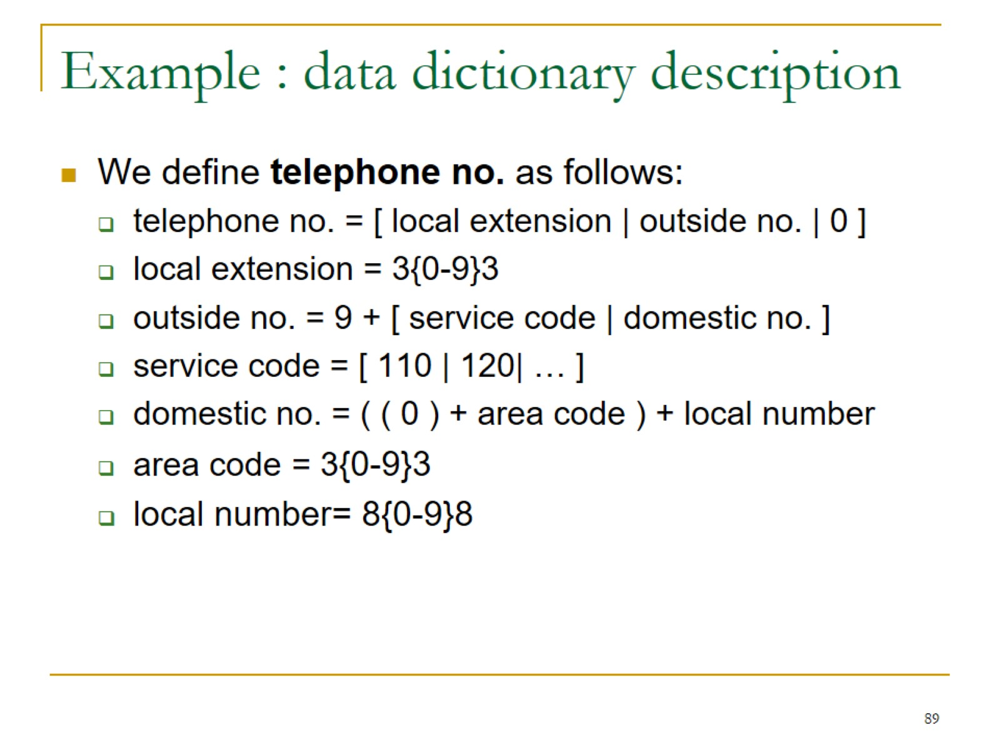 Example : data dictionary description
We define telephone no. as follows:
telephone no. = [ local extension | outside no. | 0 ]
local extension = 3{0-9}3
outside no. = 9 + [ service code | domestic no. ]
service code = [ 110 | 120| … ]
domestic no. = ( ( 0 ) + area code ) + local number
area code = 3{0-9}3
local number= 8{0-9}8
89